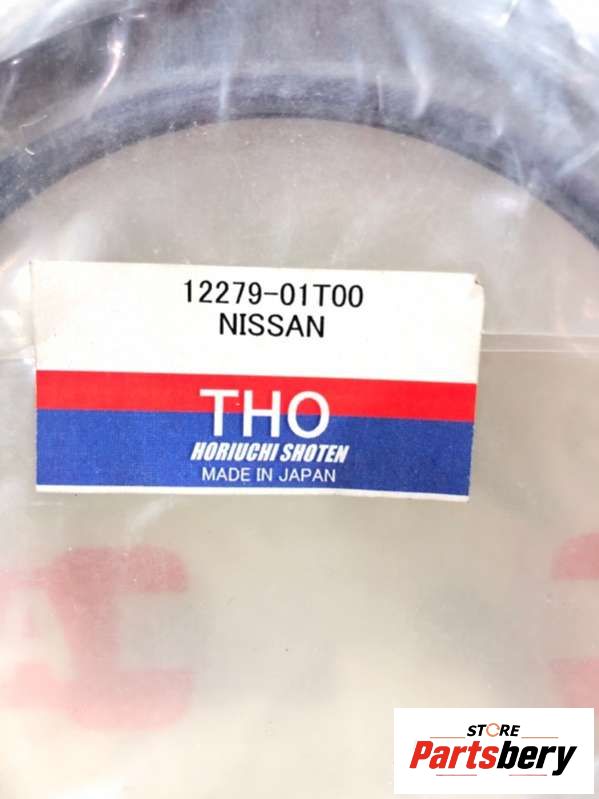 12279-01T00
NISSAN
THO
HORIUCHI SHOTEN
MADE IN JAPAN
STORE
Partsbery